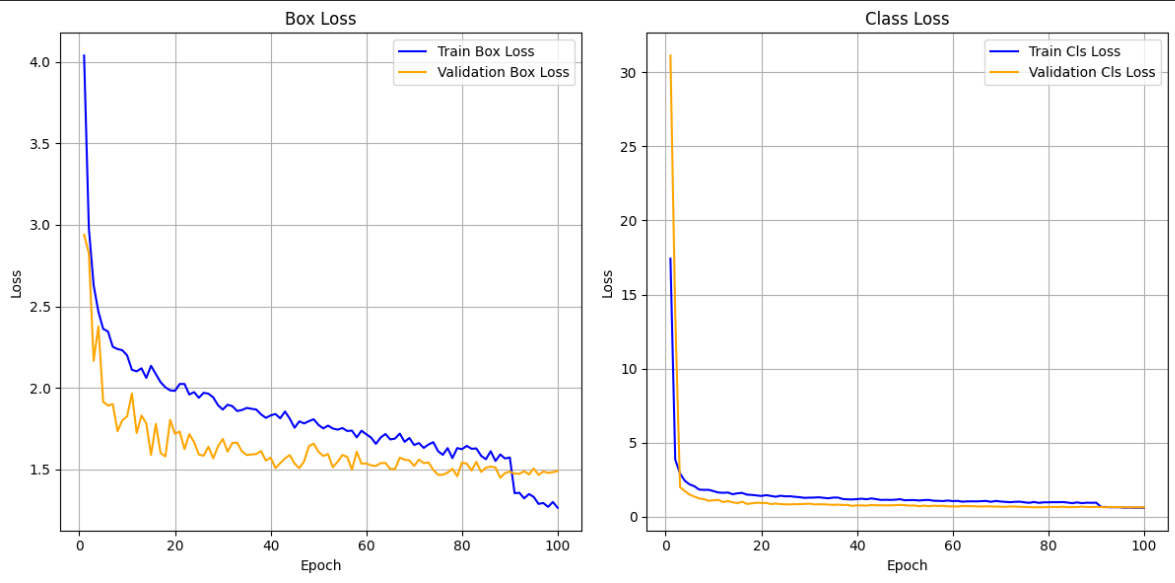 Box Loss
Train Box Loss
Validation Box Loss
Loss
4.0
3.5
3.0
2.5
2.0
1.5
0 20 40 60 80 100
Epoch
Class Loss
Train Cls Loss
Validation Cls Loss
Loss
30
25
20
15
10
5
0
0 20 40 60 80 100
Epoch